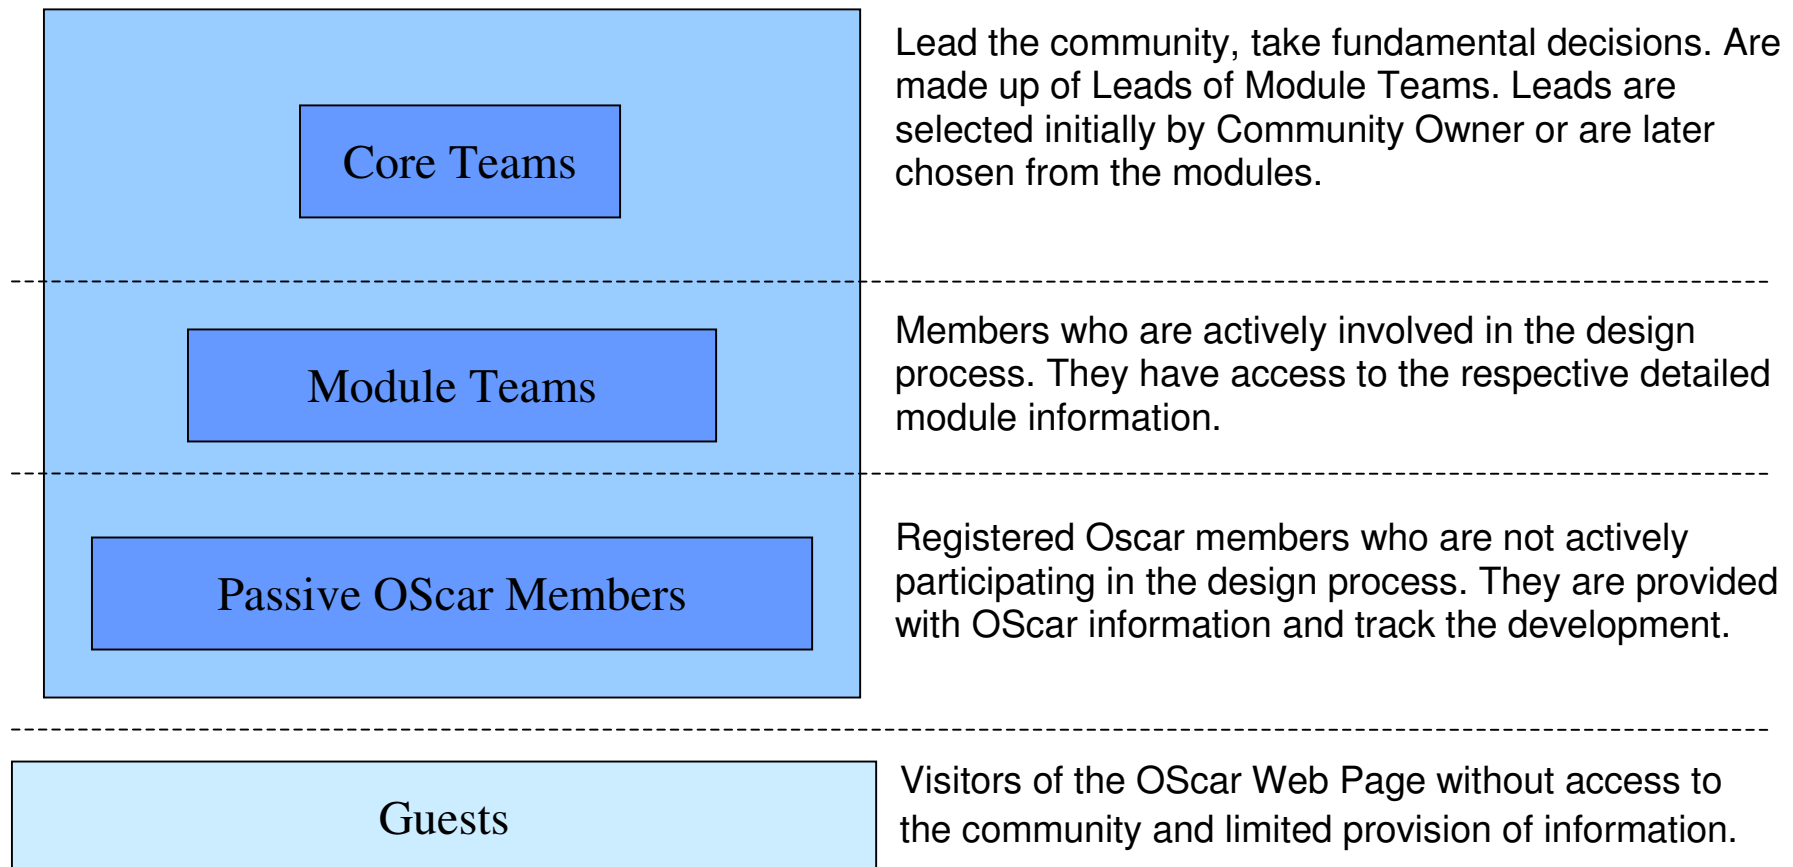 Core Teams
Lead the community, take fundamental decisions. Are
made up of Leads of Module Teams. Leads are
selected initially by Community Owner or are later
chosen from the modules.
Module Teams
Members who are actively involved in the design
process. They have access to the respective detailed
module information.
Passive OScar Members
Registered Oscar members who are not actively
participating in the design process. They are provided
with OScar information and track the development.
Guests
Visitors of the OScar Web Page without access to
the community and limited provision of information.